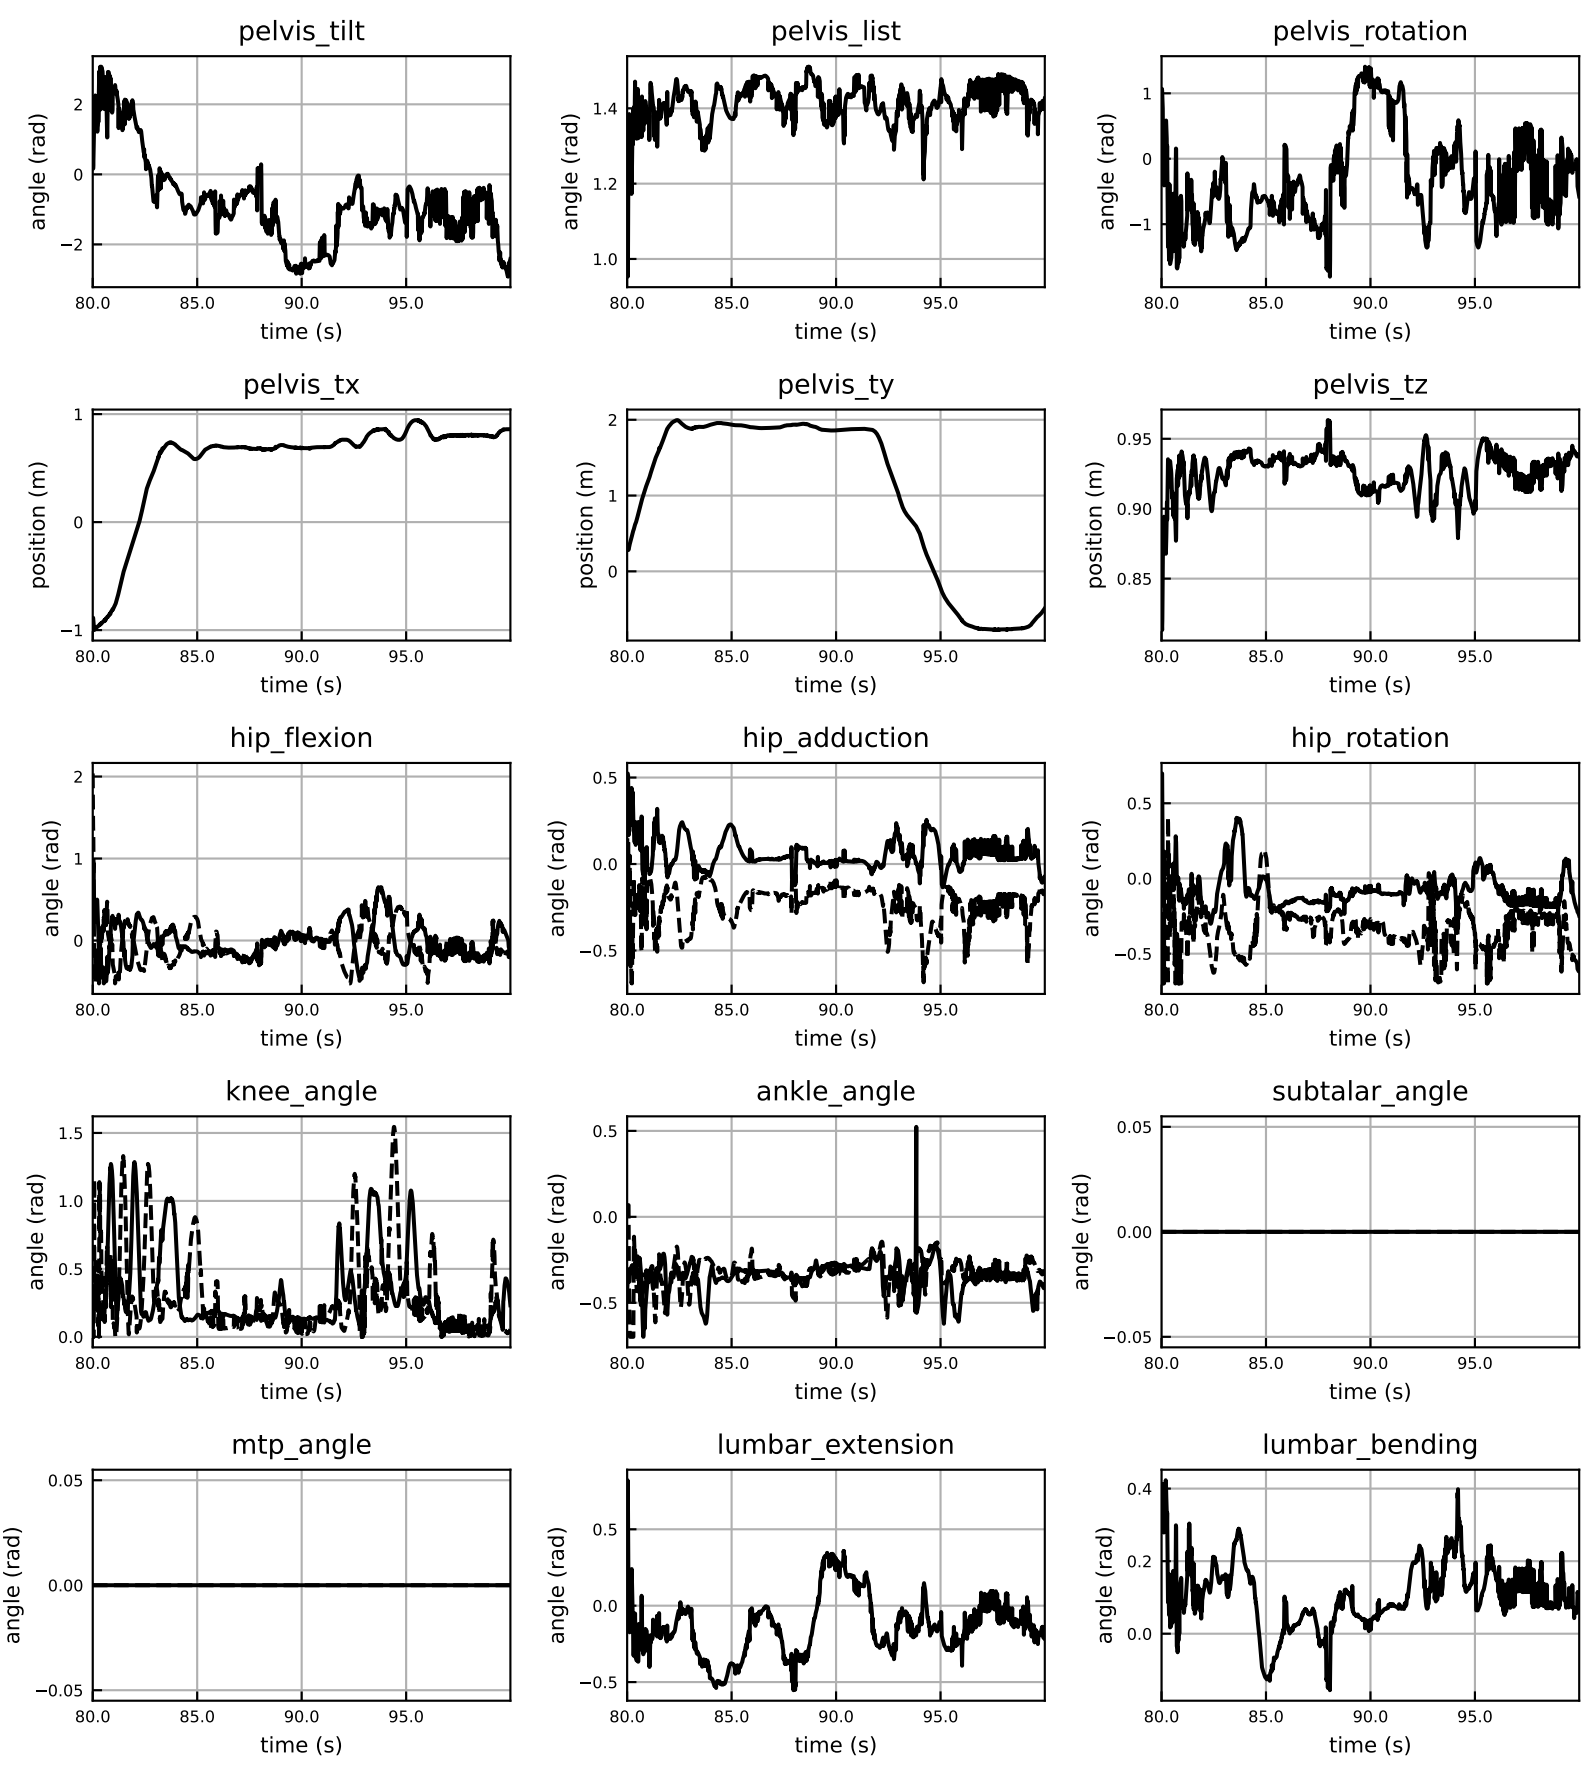 pelvis_tilt
angle (rad)
2
0
−2
80.0 85.0 90.0 95.0
time (s)
pelvis_list
angle (rad)
1.4
1.2
1.0
80.0 85.0 90.0 95.0
time (s)
pelvis_rotation
angle (rad)
1
0
−1
80.0 85.0 90.0 95.0
time (s)
pelvis_tx
position (m)
1
0
−1
80.0 85.0 90.0 95.0
time (s)
pelvis_ty
position (m)
2
1
0
80.0 85.0 90.0 95.0
time (s)
pelvis_tz
position (m)
0.95
0.90
0.85
80.0 85.0 90.0 95.0
time (s)
hip_flexion
angle (rad)
2
1
0
80.0 85.0 90.0 95.0
time (s)
hip_adduction
angle (rad)
0.5
0.0
−0.5
80.0 85.0 90.0 95.0
time (s)
hip_rotation
angle (rad)
0.5
0.0
−0.5
80.0 85.0 90.0 95.0
time (s)
knee_angle
angle (rad)
1.5
1.0
0.5
0.0
80.0 85.0 90.0 95.0
time (s)
ankle_angle
angle (rad)
0.5
0.0
−0.5
80.0 85.0 90.0 95.0
time (s)
subtalar_angle
angle (rad)
0.05
0.00
−0.05
80.0 85.0 90.0 95.0
time (s)
mtp_angle
angle (rad)
0.05
0.00
−0.05
80.0 85.0 90.0 95.0
time (s)
lumbar_extension
angle (rad)
0.5
0.0
−0.5
80.0 85.0 90.0 95.0
time (s)
lumbar_bending
angle (rad)
0.4
0.2
0.0
80.0 85.0 90.0 95.0
time (s)